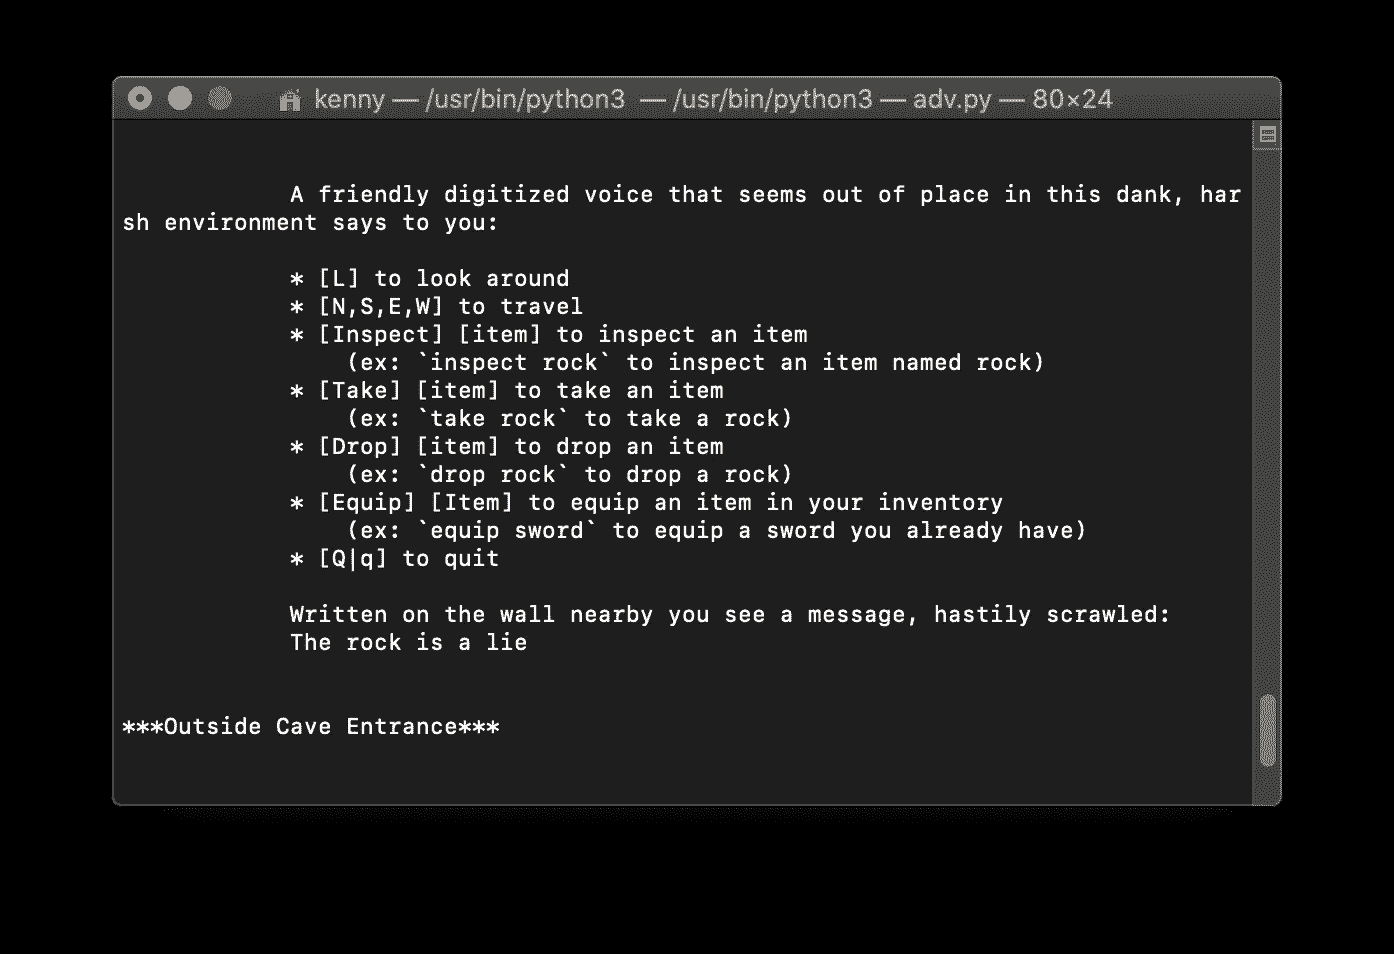 kenny — /usr/bin/python3 — /usr/bin/python3 — adv.py — 80×24
A friendly digitized voice that seems out of place in this dank, har
sh environment says to you:
* [L] to look around
* [N,S,E,W] to travel
* [Inspect] [item] to inspect an item
(ex: `inspect rock` to inspect an item named rock)
* [Take] [item] to take an item
(ex: `take rock` to take a rock)
* [Drop] [item] to drop an item
(ex: `drop rock` to drop a rock)
* [Equip] [Item] to equip an item in your inventory
(ex: `equip sword` to equip a sword you already have)
* [Q|q] to quit
Written on the wall nearby you see a message, hastily scrawled:
The rock is a lie
***Outside Cave Entrance***